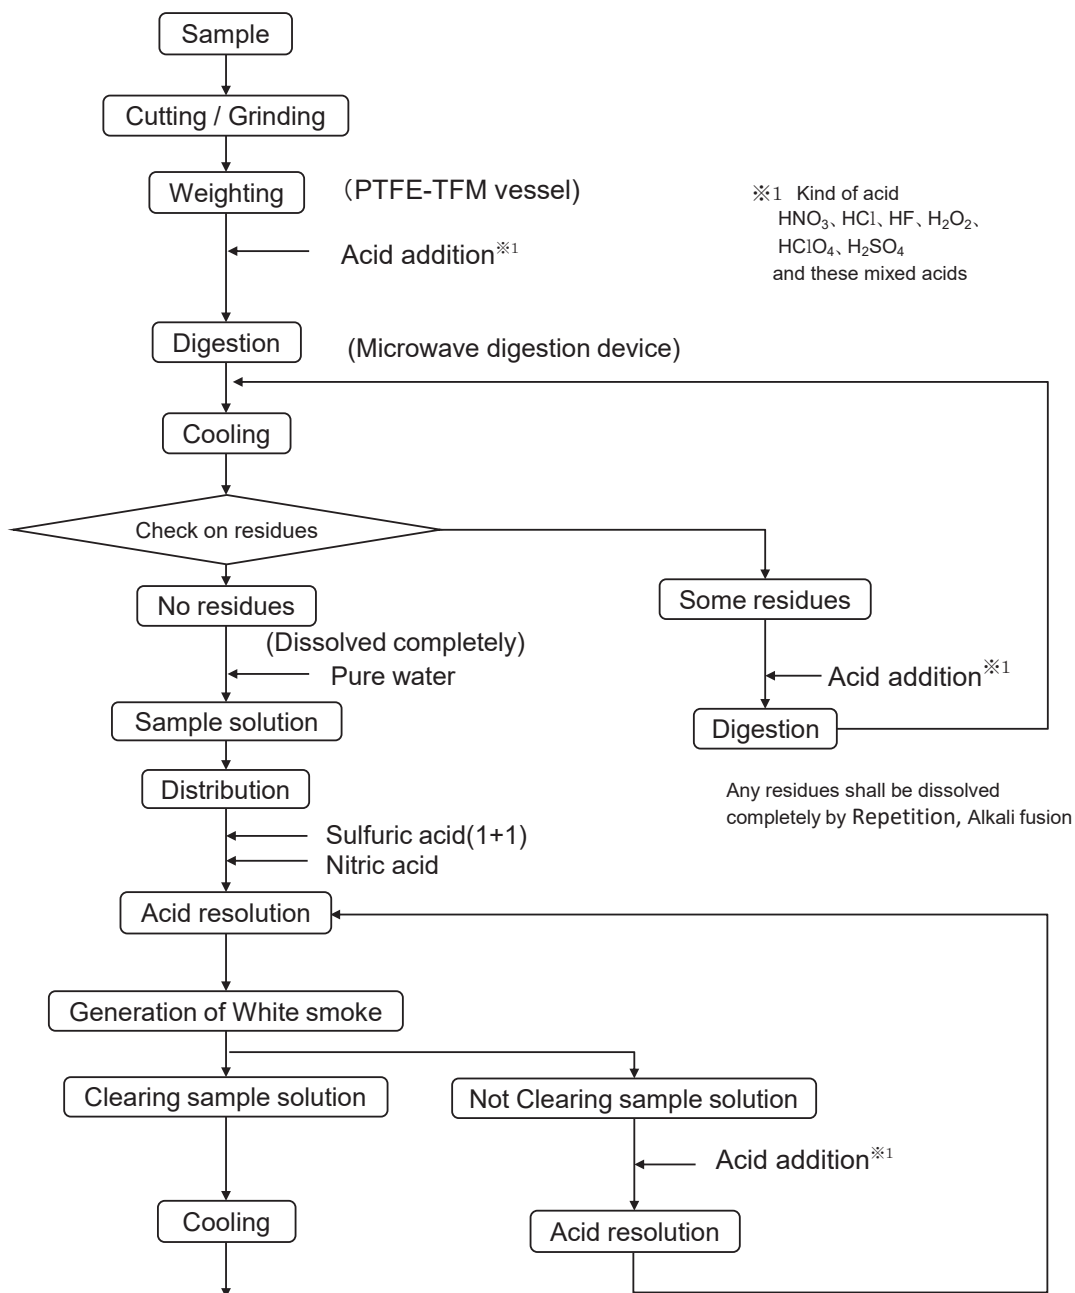 Sample
Cutting / Grinding
Weighting
（PTFE-TFM vessel)
※1 Kind of acid
HNO₃、HCl、HF、H₂O₂、
HClO₄、H₂SO₄
and these mixed acids
Acid addition※1
Digestion
(Microwave digestion device)
Cooling
Check on residues
No residues
Some residues
(Dissolved completely)
Pure water
Acid addition※1
Sample solution
Digestion
Distribution
Any residues shall be dissolved
completely by Repetition, Alkali fusion
Sulfuric acid(1+1)
Nitric acid
Acid resolution
Generation of White smoke
Clearing sample solution
Not Clearing sample solution
Acid addition※1
Cooling
Acid resolution